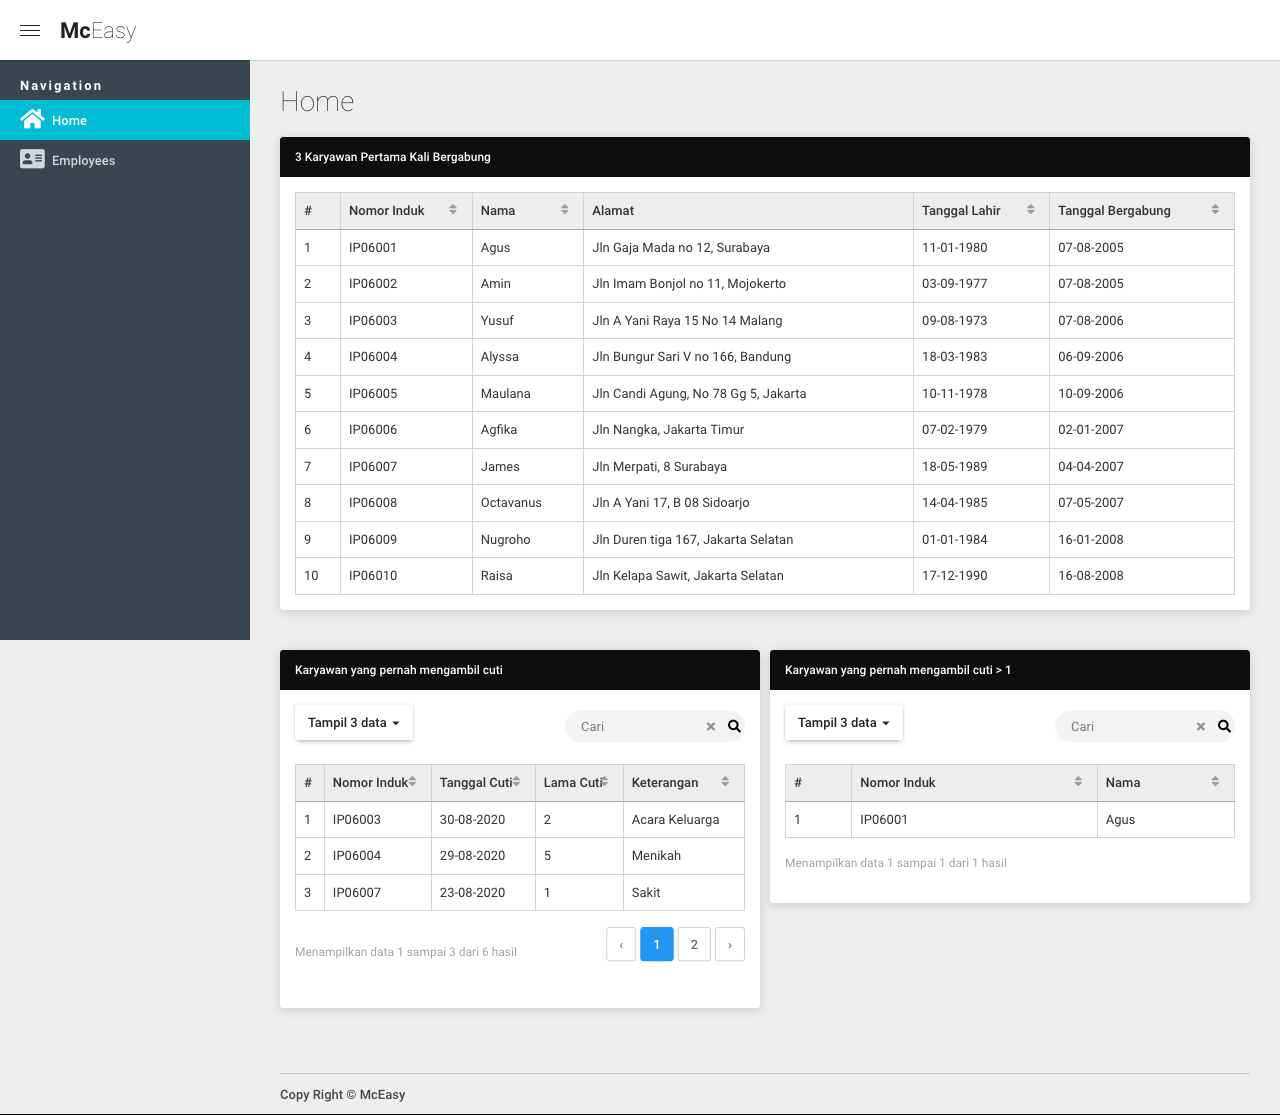 McEasy
Navigation
Home
Employees
Home
3 Karyawan Pertama Kali Bergabung
# Nomor Induk Nama Alamat Tanggal Lahir Tanggal Bergabung
1 IP06001 Agus Jln Gaja Mada no 12, Surabaya 11-01-1980 07-08-2005
2 IP06002 Amin Jln Imam Bonjol no 11, Mojokerto 03-09-1977 07-08-2005
3 IP06003 Yusuf Jln A Yani Raya 15 No 14 Malang 09-08-1973 07-08-2006
4 IP06004 Alyssa Jln Bungur Sari V no 166, Bandung 18-03-1983 06-09-2006
5 IP06005 Maulana Jln Candi Agung, No 78 Gg 5, Jakarta 10-11-1978 10-09-2006
6 IP06006 Agfika Jln Nangka, Jakarta Timur 07-02-1979 02-01-2007
7 IP06007 James Jln Merpati, 8 Surabaya 18-05-1989 04-04-2007
8 IP06008 Octavanus Jln A Yani 17, B 08 Sidoarjo 14-04-1985 07-05-2007
9 IP06009 Nugroho Jln Duren tiga 167, Jakarta Selatan 01-01-1984 16-01-2008
10 IP06010 Raisa Jln Kelapa Sawit, Jakarta Selatan 17-12-1990 16-08-2008
Karyawan yang pernah mengambil cuti
Tampil 3 data
Cari
# Nomor Induk Tanggal Cuti Lama Cuti Keterangan
1 IP06003 30-08-2020 2 Acara Keluarga
2 IP06004 29-08-2020 5 Menikah
3 IP06007 23-08-2020 1 Sakit
Menampilkan data 1 sampai 3 dari 6 hasil
‹ 1 2 ›
Karyawan yang pernah mengambil cuti > 1
Tampil 3 data
Cari
# Nomor Induk Nama
1 IP06001 Agus
Menampilkan data 1 sampai 1 dari 1 hasil
Copy Right © McEasy